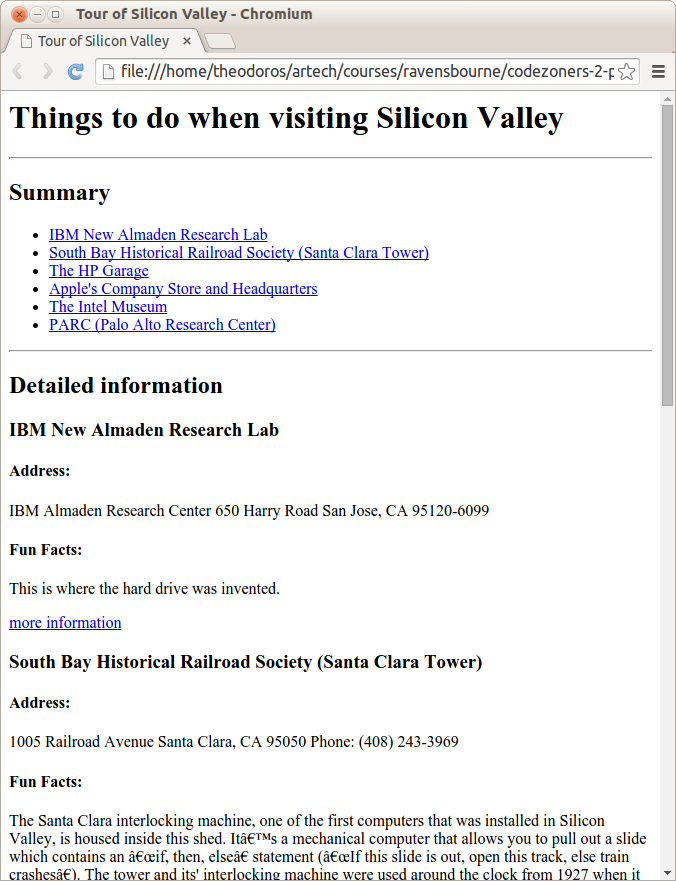 Tour of Silicon Valley - Chromium
Tour of Silicon Valley
file:///home/theodoros/artech/courses/ravensbourne/codezoners-2-p
Things to do when visiting Silicon Valley
Summary
IBM New Almaden Research Lab
South Bay Historical Railroad Society (Santa Clara Tower)
The HP Garage
Apple's Company Store and Headquarters
The Intel Museum
PARC (Palo Alto Research Center)
Detailed information
IBM New Almaden Research Lab
Address:
IBM Almaden Research Center 650 Harry Road San Jose, CA 95120-6099
Fun Facts:
This is where the hard drive was invented.
more information
South Bay Historical Railroad Society (Santa Clara Tower)
Address:
1005 Railroad Avenue Santa Clara, CA 95050 Phone: (408) 243-3969
Fun Facts:
The Santa Clara interlocking machine, one of the first computers that was installed in Silicon
Valley, is housed inside this shed. Itâ€™s a mechanical computer that allows you to pull out a slide
which contains an â€œif, then, elseâ€ statement (â€œIf this slide is out, open this track, else train
crashesâ€). The tower and its' interlocking machine were used around the clock from 1927 when it